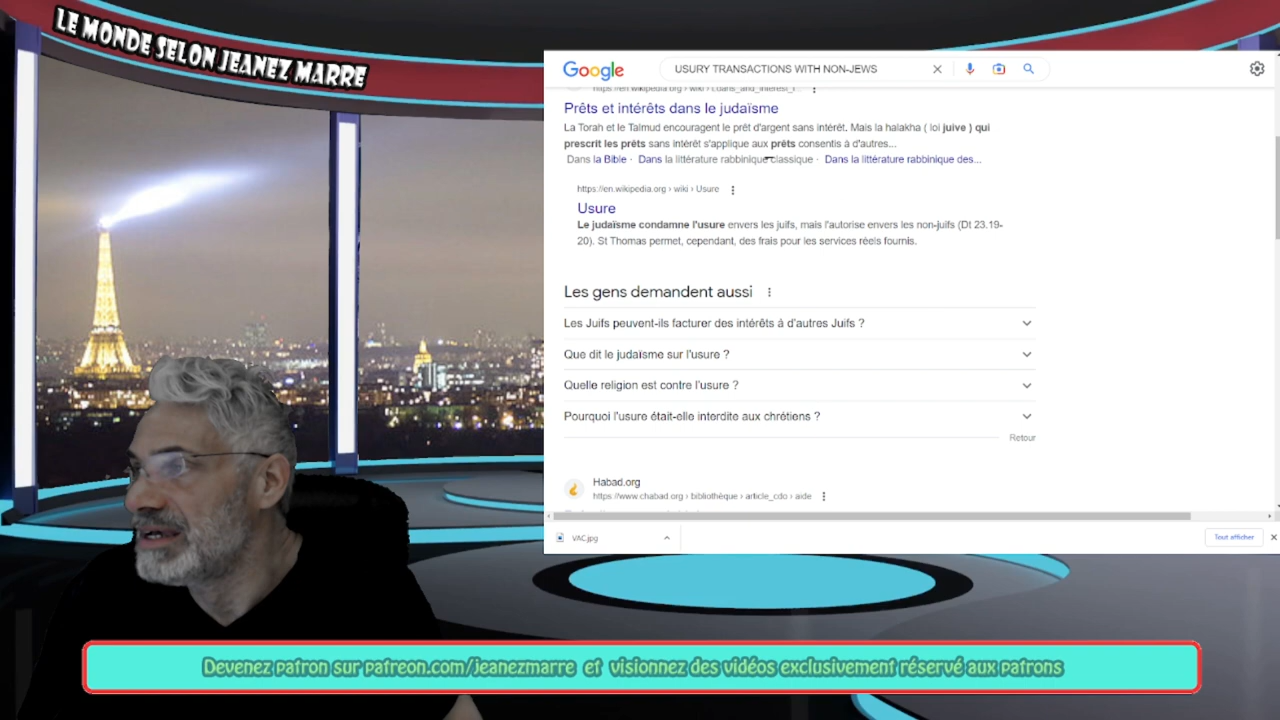 LE MONDE SELON JEANEZ MARRE
Google
USURY TRANSACTIONS WITH NON-JEWS
Prêts et intérêts dans le judaïsme
La Torah et le Talmud encouragent le prêt d'argent sans intérêt. Mais la halakha ( loi juive ) qui
prescrit les prêts sans intérêt s'applique aux prêts consentis à d'autres...
Dans la Bible · Dans la littérature rabbinique classique · Dans la littérature rabbinique des...
https://en.wikipedia.org › wiki › Usure
Usure
Le judaïsme condamne l'usure envers les juifs, mais l'autorise envers les non-juifs (Dt 23.19-
20). St Thomas permet, cependant, des frais pour les services réels fournis.
Les gens demandent aussi
Les Juifs peuvent-ils facturer des intérêts à d'autres Juifs ?
Que dit le judaïsme sur l'usure ?
Quelle religion est contre l'usure ?
Pourquoi l'usure était-elle interdite aux chrétiens ?
Retour
Habad.org
https://www.chabad.org › bibliothèque › article_cdo › aide
VAC.jpg
Tout afficher
Devenez patron sur patreon.com/jeanezmarre et visionnez des vidéos exclusivement réservé aux patrons